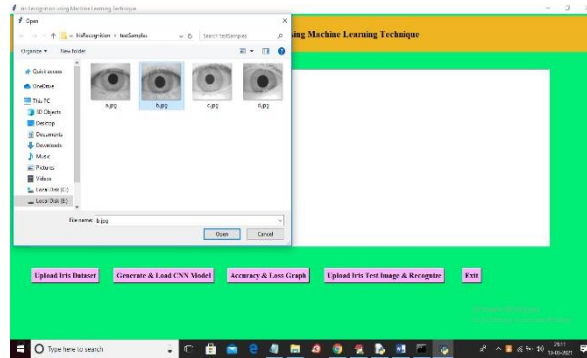 Iris Recognition using Machine Learning Technique
Open
IrisRecognition
testSamples
Search testSamples
Organize
New folder
Quick access
OneDrive
This PC
3D Objects
Desktop
Documents
Downloads
Music
Pictures
Videos
Local Disk (C:)
Local Disk (E:)
a.jpg
b.jpg
c.jpg
d.jpg
File name: b.jpg
Open
Cancel
sing Machine Learning Technique
Upload Iris Dataset
Generate & Load CNN Model
Accuracy & Loss Graph
Upload Iris Test Image & Recognize
Exit
Type here to search